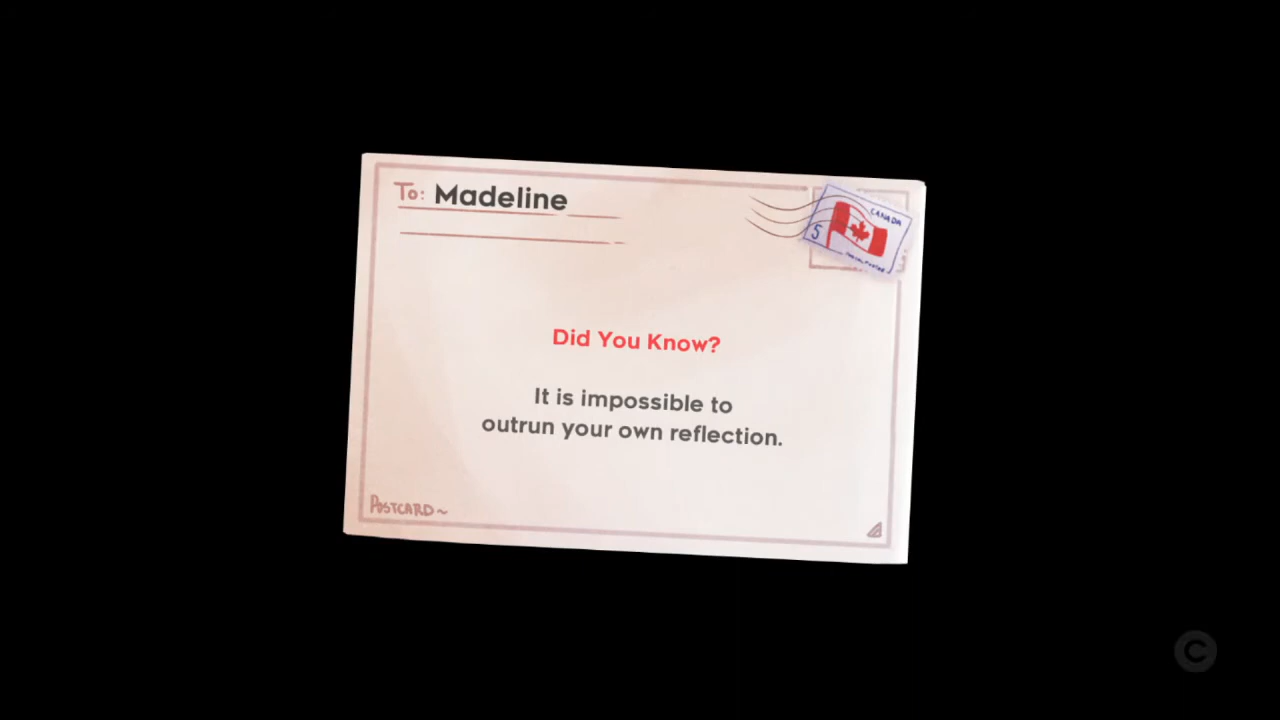 To: Madeline
CANADA
5
Did You Know?
It is impossible to
outrun your own reflection.
POSTCARD~
C